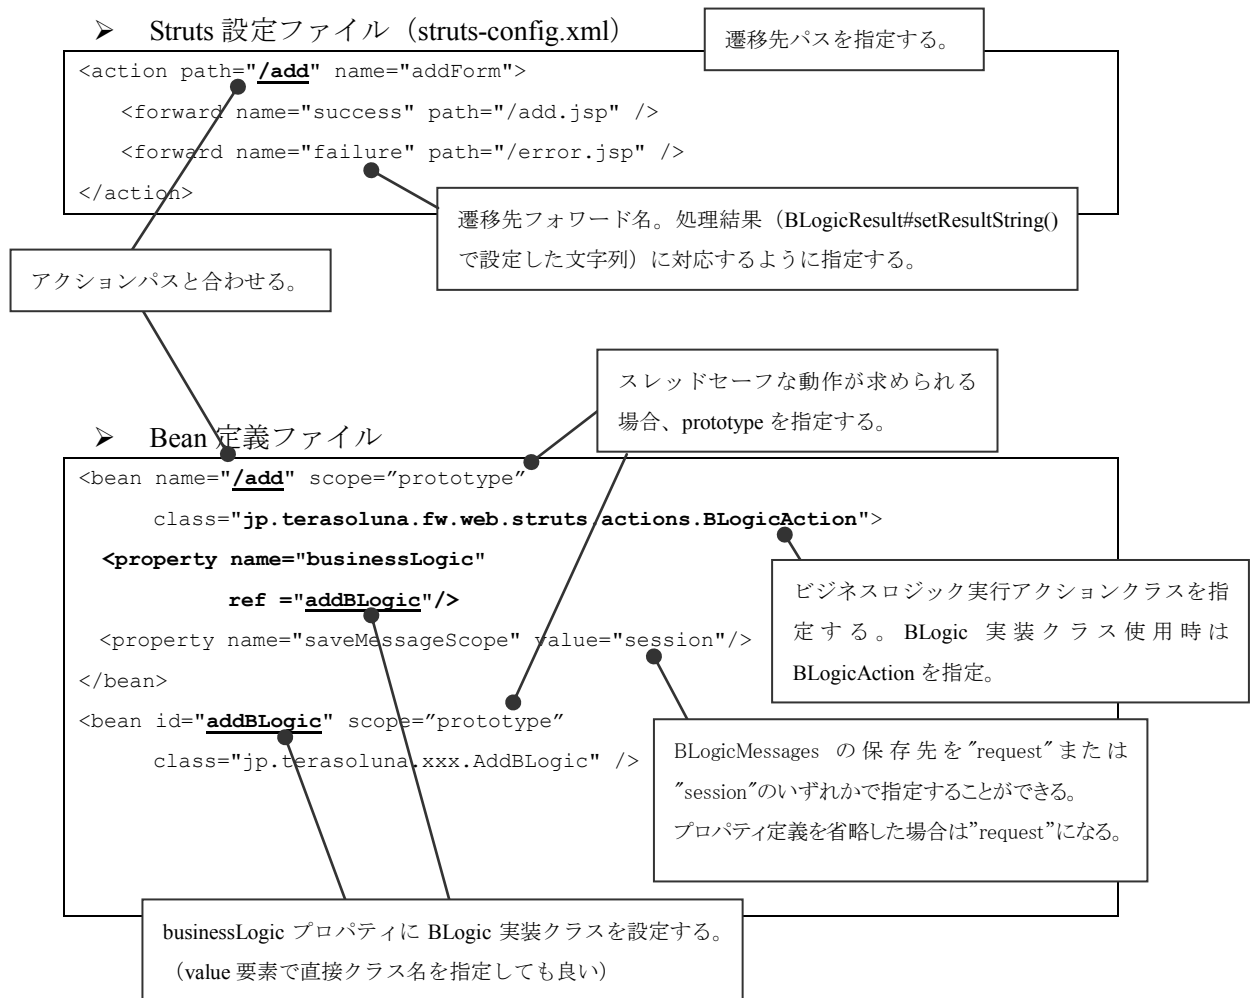 ➢ Struts 設定ファイル（struts-config.xml）
遷移先パスを指定する。
<action path="/add" name="addForm">
<forward name="success" path="/add.jsp" />
<forward name="failure" path="/error.jsp" />
</action>
遷移先フォワード名。処理結果（BLogicResult#setResultString()
で設定した文字列）に対応するように指定する。
アクションパスと合わせる。
スレッドセーフな動作が求められる
場合、prototype を指定する。
➢ Bean 定義ファイル
<bean name="/add" scope=”prototype”
class="jp.terasoluna.fw.web.struts.actions.BLogicAction">
<property name="businessLogic"
ref ="addBLogic"/>
<property name="saveMessageScope" value="session"/>
</bean>
<bean id="addBLogic" scope=”prototype”
class="jp.terasoluna.xxx.AddBLogic" />
ビジネスロジック実行アクションクラスを指
定する。BLogic 実装クラス使用時は
BLogicAction を指定。
BLogicMessages の保存先を”request”または
”session”のいずれかで指定することができる。
プロパティ定義を省略した場合は”request”になる。
businessLogic プロパティに BLogic 実装クラスを設定する。
（value 要素で直接クラス名を指定しても良い）